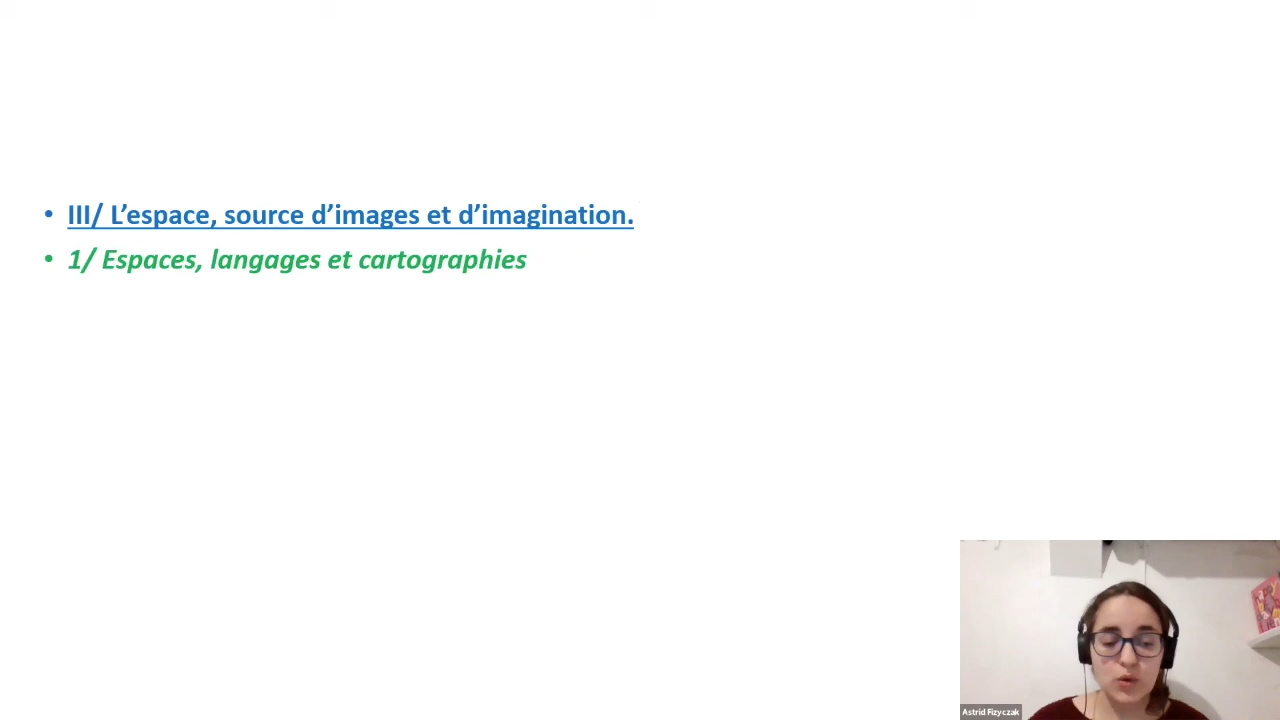 • III/ L’espace, source d’images et d’imagination.
• 1/ Espaces, langages et cartographies
Astrid Fizyczak